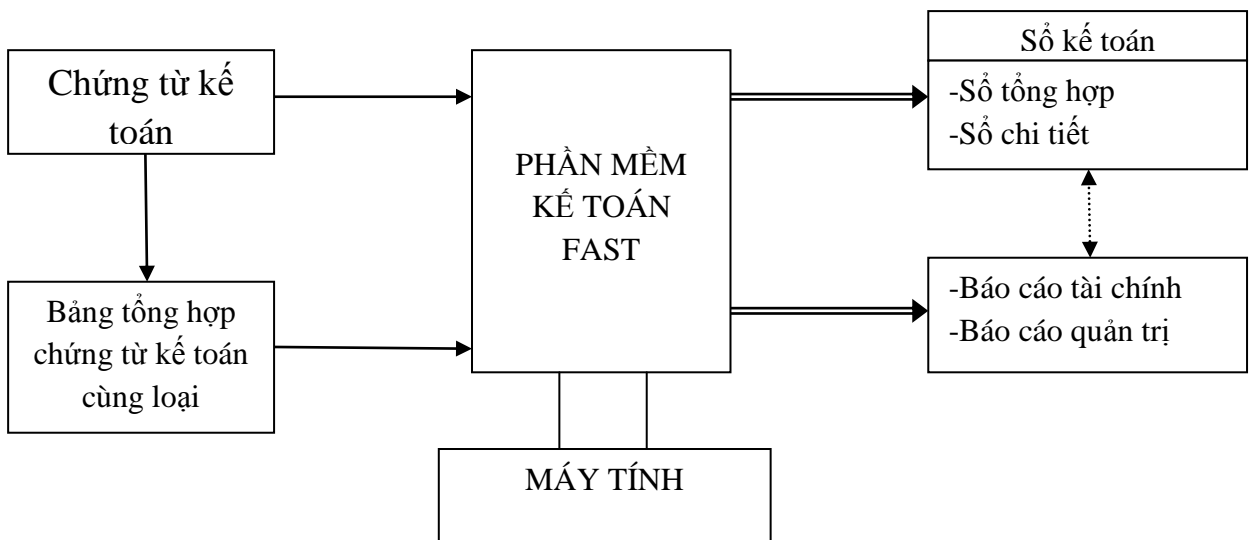 Chứng từ kế
toán
Bảng tổng hợp
chứng từ kế toán
cùng loại
PHẦN MỀM
KẾ TOÁN
FAST
MÁY TÍNH
Sổ kế toán
-Sổ tổng hợp
-Sổ chi tiết
-Báo cáo tài chính
-Báo cáo quản trị